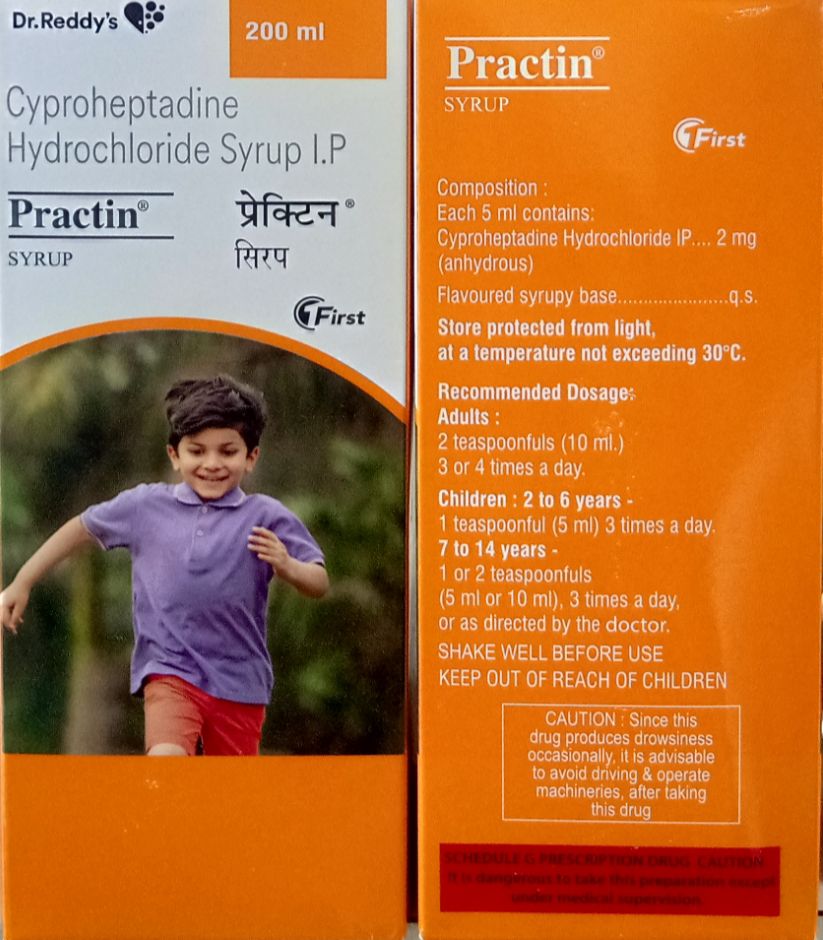 Dr.Reddy's
200 ml
Cyproheptadine
Hydrochloride Syrup I.P
Practin®
प्रेक्टिन®
SYRUP
सिरप
1First
Practin®
SYRUP
1First
Composition :
Each 5 ml contains:
Cyproheptadine Hydrochloride IP.... 2 mg
(anhydrous)
Flavoured syrupy base......................q.s.
Store protected from light,
at a temperature not exceeding 30°C.
Recommended Dosage:
Adults :
2 teaspoonfuls (10 ml.)
3 or 4 times a day.
Children : 2 to 6 years -
1 teaspoonful (5 ml) 3 times a day.
7 to 14 years -
1 or 2 teaspoonfuls
(5 ml or 10 ml), 3 times a day,
or as directed by the doctor.
SHAKE WELL BEFORE USE
KEEP OUT OF REACH OF CHILDREN
CAUTION : Since this
drug produces drowsiness
occasionally, it is advisable
to avoid driving & operate
machineries, after taking
this drug
SCHEDULE G PRESCRIPTION DRUG CAUTION
It is dangerous to take this preparation except
under medical supervision.